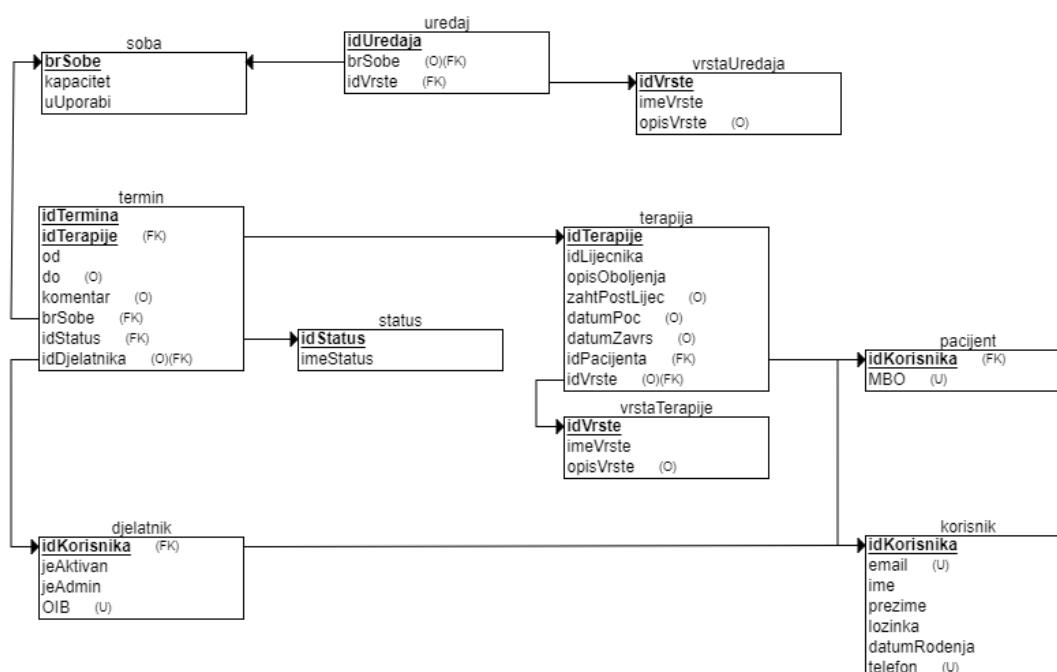 uredaj
idUredaja
brSobe (O)(FK)
idVrste (FK)
soba
brSobe
kapacitet
uUporabi
vrstaUredaja
idVrste
imeVrste
opisVrste (O)
termin
idTermina
idTerapije (FK)
od
do (O)
komentar (O)
brSobe (FK)
idStatus (FK)
idDjelatnika (O)(FK)
terapija
idTerapije
idLijecnika
opisOboljenja
zahtPostLijec (O)
datumPoc (O)
datumZavrs (O)
idPacijenta (FK)
idVrste (O)(FK)
status
idStatus
imeStatus
pacijent
idKorisnika (FK)
MBO (U)
vrstaTerapije
idVrste
imeVrste
opisVrste (O)
djelatnik
idKorisnika (FK)
jeAktivan
jeAdmin
OIB (U)
korisnik
idKorisnika
email (U)
ime
prezime
lozinka
datumRodenja
telefon (U)